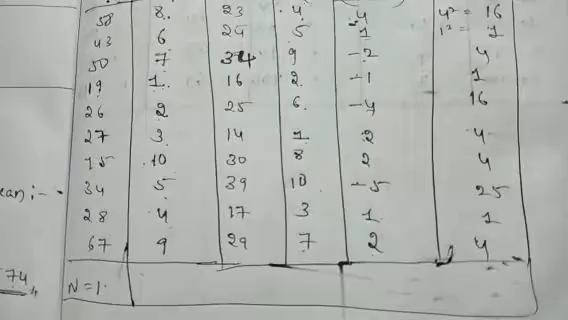 58 8. 23 4. 4 4² = 16
43 6 24 5 1 1² = 1
50 7 34 9 -2 4
19 1. 16 2. -1 1
26 2 25 6. -4 16
27 3. 14 1 2 4
75 .10 30 8 2 4
ean :- 34 5 39 10 -5 25
28 4 17 3 1 1
67 9 29 7 2 4
74
N = 1.